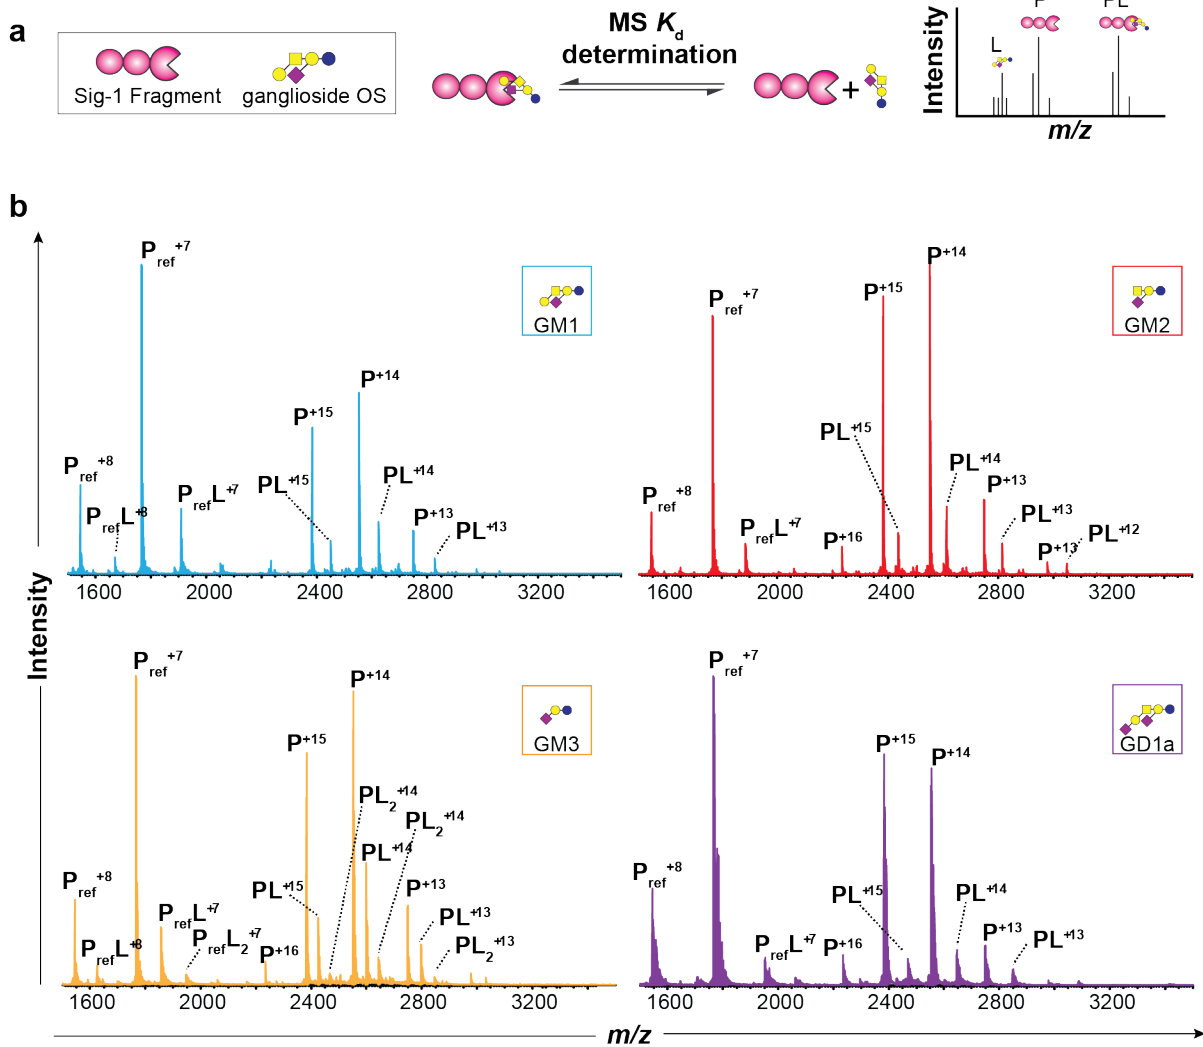 a
Sig-1 Fragment
ganglioside OS
MS Kd
determination
+
Intensity
L
P
PL
m/z
b
Intensity
Pref+7
Pref+8
PrefL+8
PrefL+7
PL+15
P+15
P+14
PL+14
P+13
PL+13
GM1
1600 2000 2400 2800 3200
Pref+8
Pref+7
PrefL+7
P+16
PL+15
P+15
P+14
PL+14
P+13
PL+13
P+13
PL+12
GM2
1600 2000 2400 2800 3200
Pref+8
PrefL+8
Pref+7
PrefL+7
PrefL2+7
P+16
PL+15
P+15
P+14
PL2+14
PL2+14
PL+14
P+13
PL+13
PL2+13
GM3
1600 2000 2400 2800 3200
Pref+8
Pref+7
PrefL+7
P+16
PL+15
P+15
P+14
PL+14
P+13
PL+13
GD1a
1600 2000 2400 2800 3200
m/z